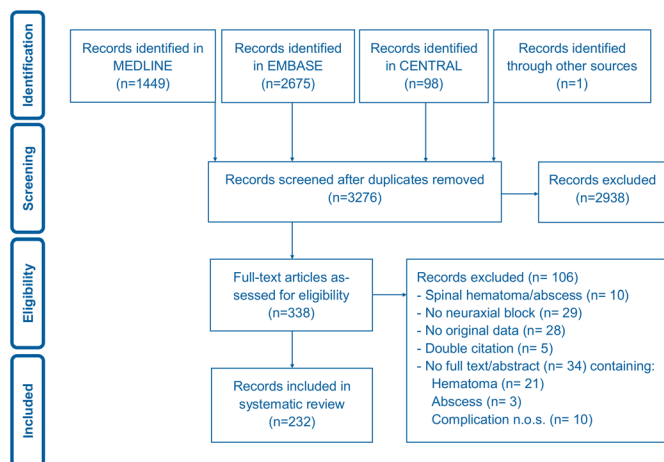 Identification
Records identified in
MEDLINE
(n=1449)
Records identified
in EMBASE
(n=2675)
Records identified
in CENTRAL
(n=98)
Records identified
through other sources
(n=1)
Screening
Records screened after duplicates removed
(n=3276)
Records excluded
(n=2938)
Eligibility
Full-text articles as-
sessed for eligibility
(n=338)
Records excluded (n= 106)
- Spinal hematoma/abscess (n= 10)
- No neuraxial block (n= 29)
- No original data (n= 28)
- Double citation (n= 5)
- No full text/abstract (n= 34) containing:
Hematoma (n= 21)
Abscess (n= 3)
Complication n.o.s. (n= 10)
Included
Records included in
systematic review
(n=232)